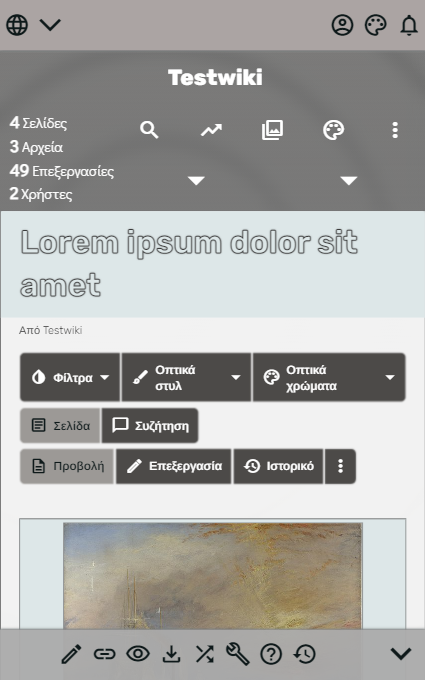 Testwiki
4 Σελίδες
3 Αρχεία
49 Επεξεργασίες
2 Χρήστες
Lorem ipsum dolor sit
amet
Από Testwiki
Φίλτρα
Οπτικά
στυλ
Οπτικά
χρώματα
Σελίδα
Συζήτηση
Προβολή
Επεξεργασία
Ιστορικό